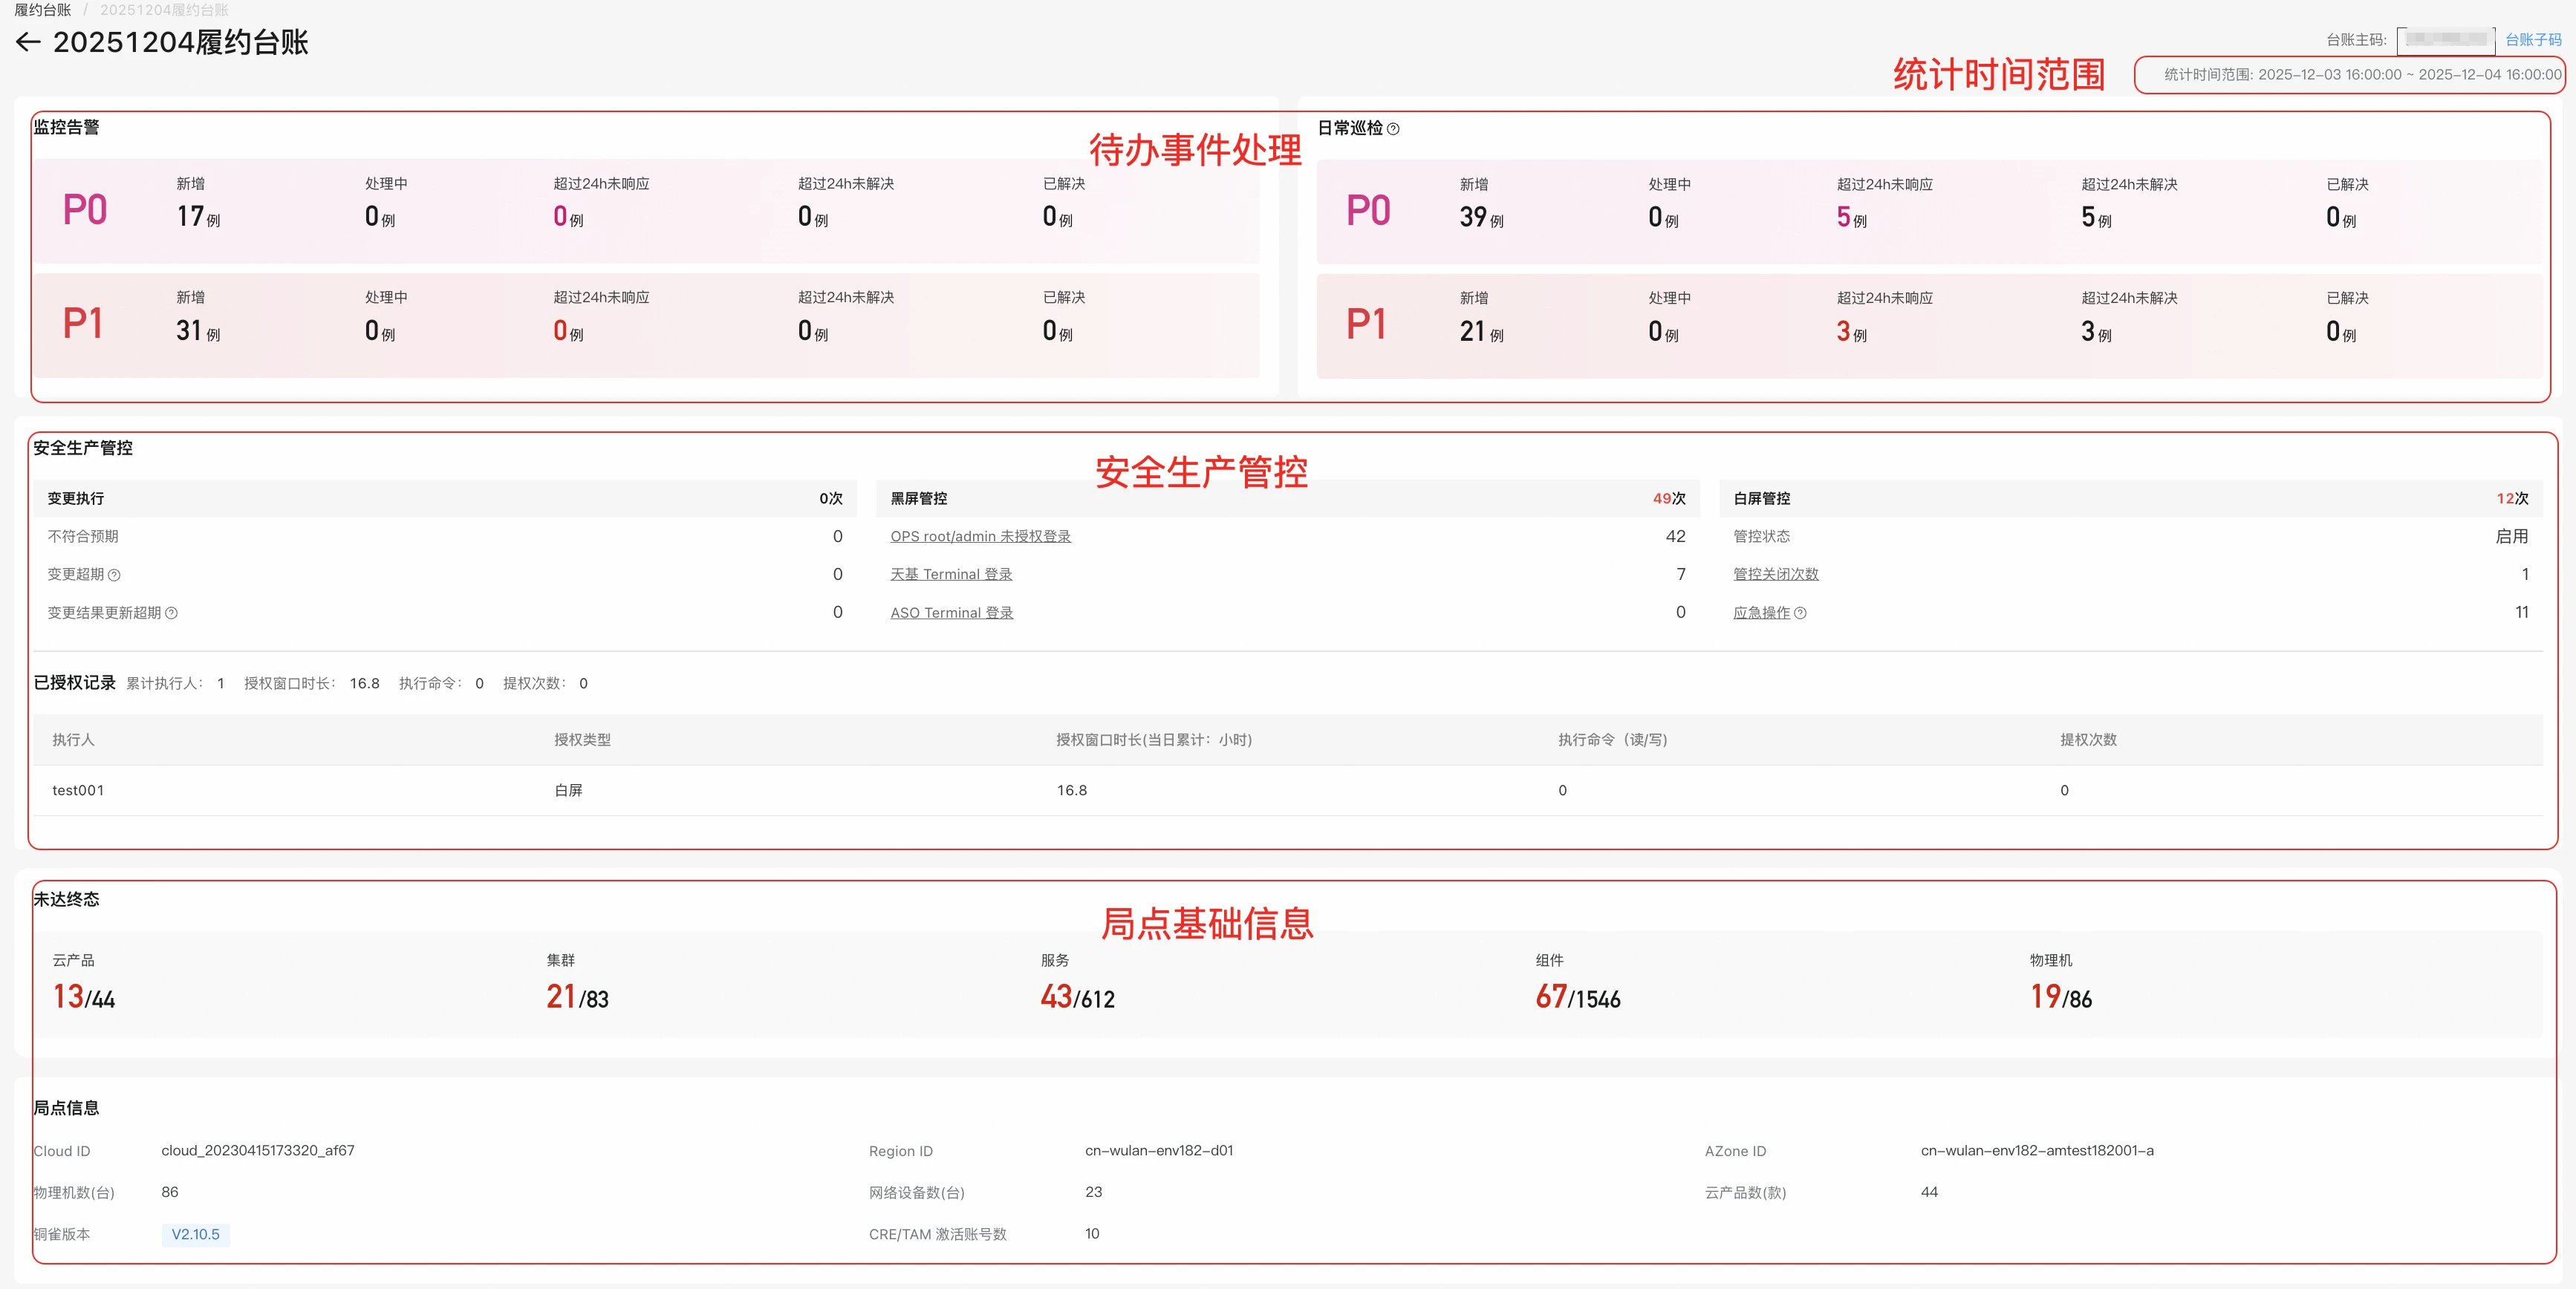 履约台账 / 20251204履约台账
← 20251204履约台账
台账主码: 台账子码
统计时间范围
统计时间范围: 2025-12-03 16:00:00 ~ 2025-12-04 16:00:00
待办事件处理
监控告警
P0
新增 处理中 超过24h未响应 超过24h未解决 已解决
17例 0例 0例 0例 0例
P1
新增 处理中 超过24h未响应 超过24h未解决 已解决
31例 0例 0例 0例 0例
日常巡检
P0
新增 处理中 超过24h未响应 超过24h未解决 已解决
39例 0例 5例 5例 0例
P1
新增 处理中 超过24h未响应 超过24h未解决 已解决
21例 0例 3例 3例 0例
安全生产管控
安全生产管控
变更执行 0次
不符合预期 0
变更超期 0
变更结果更新超期 0
黑屏管控 49次
OPS root/admin 未授权登录 42
天基 Terminal 登录 7
ASO Terminal 登录 0
白屏管控 12次
管控状态 启用
管控关闭次数 1
应急操作 11
已授权记录 累计执行人: 1 授权窗口时长: 16.8 执行命令: 0 提权次数: 0
执行人 授权类型 授权窗口时长(当日累计：小时) 执行命令（读/写) 提权次数
test001 白屏 16.8 0 0
未达终态
局点基础信息
云产品 集群 服务 组件 物理机
13/44 21/83 43/612 67/1546 19/86
局点信息
Cloud ID cloud_20230415173320_af67 Region ID cn-wulan-env182-d01 AZone ID cn-wulan-env182-amtest182001-a
物理机数(台) 86 网络设备数(台) 23 云产品数(款) 44
铜雀版本 V2.10.5 CRE/TAM 激活账号数 10